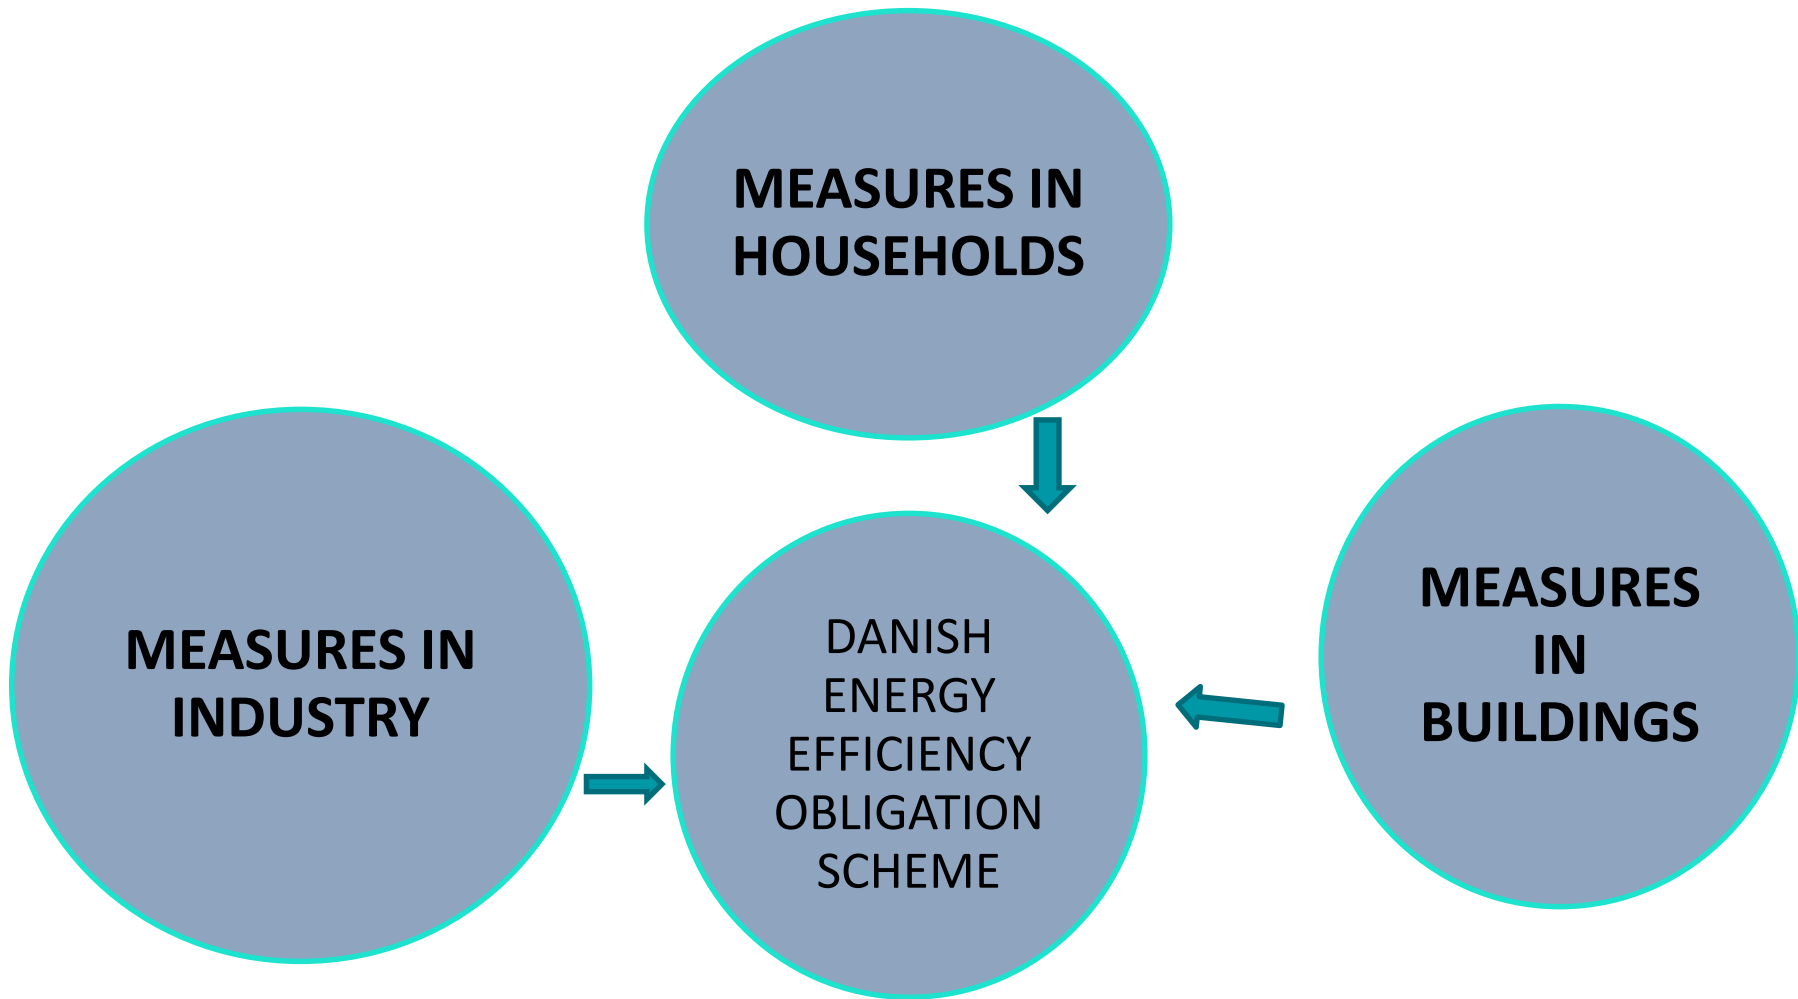 MEASURES IN
HOUSEHOLDS
MEASURES IN
INDUSTRY
DANISH
ENERGY
EFFICIENCY
OBLIGATION
SCHEME
MEASURES
IN
BUILDINGS